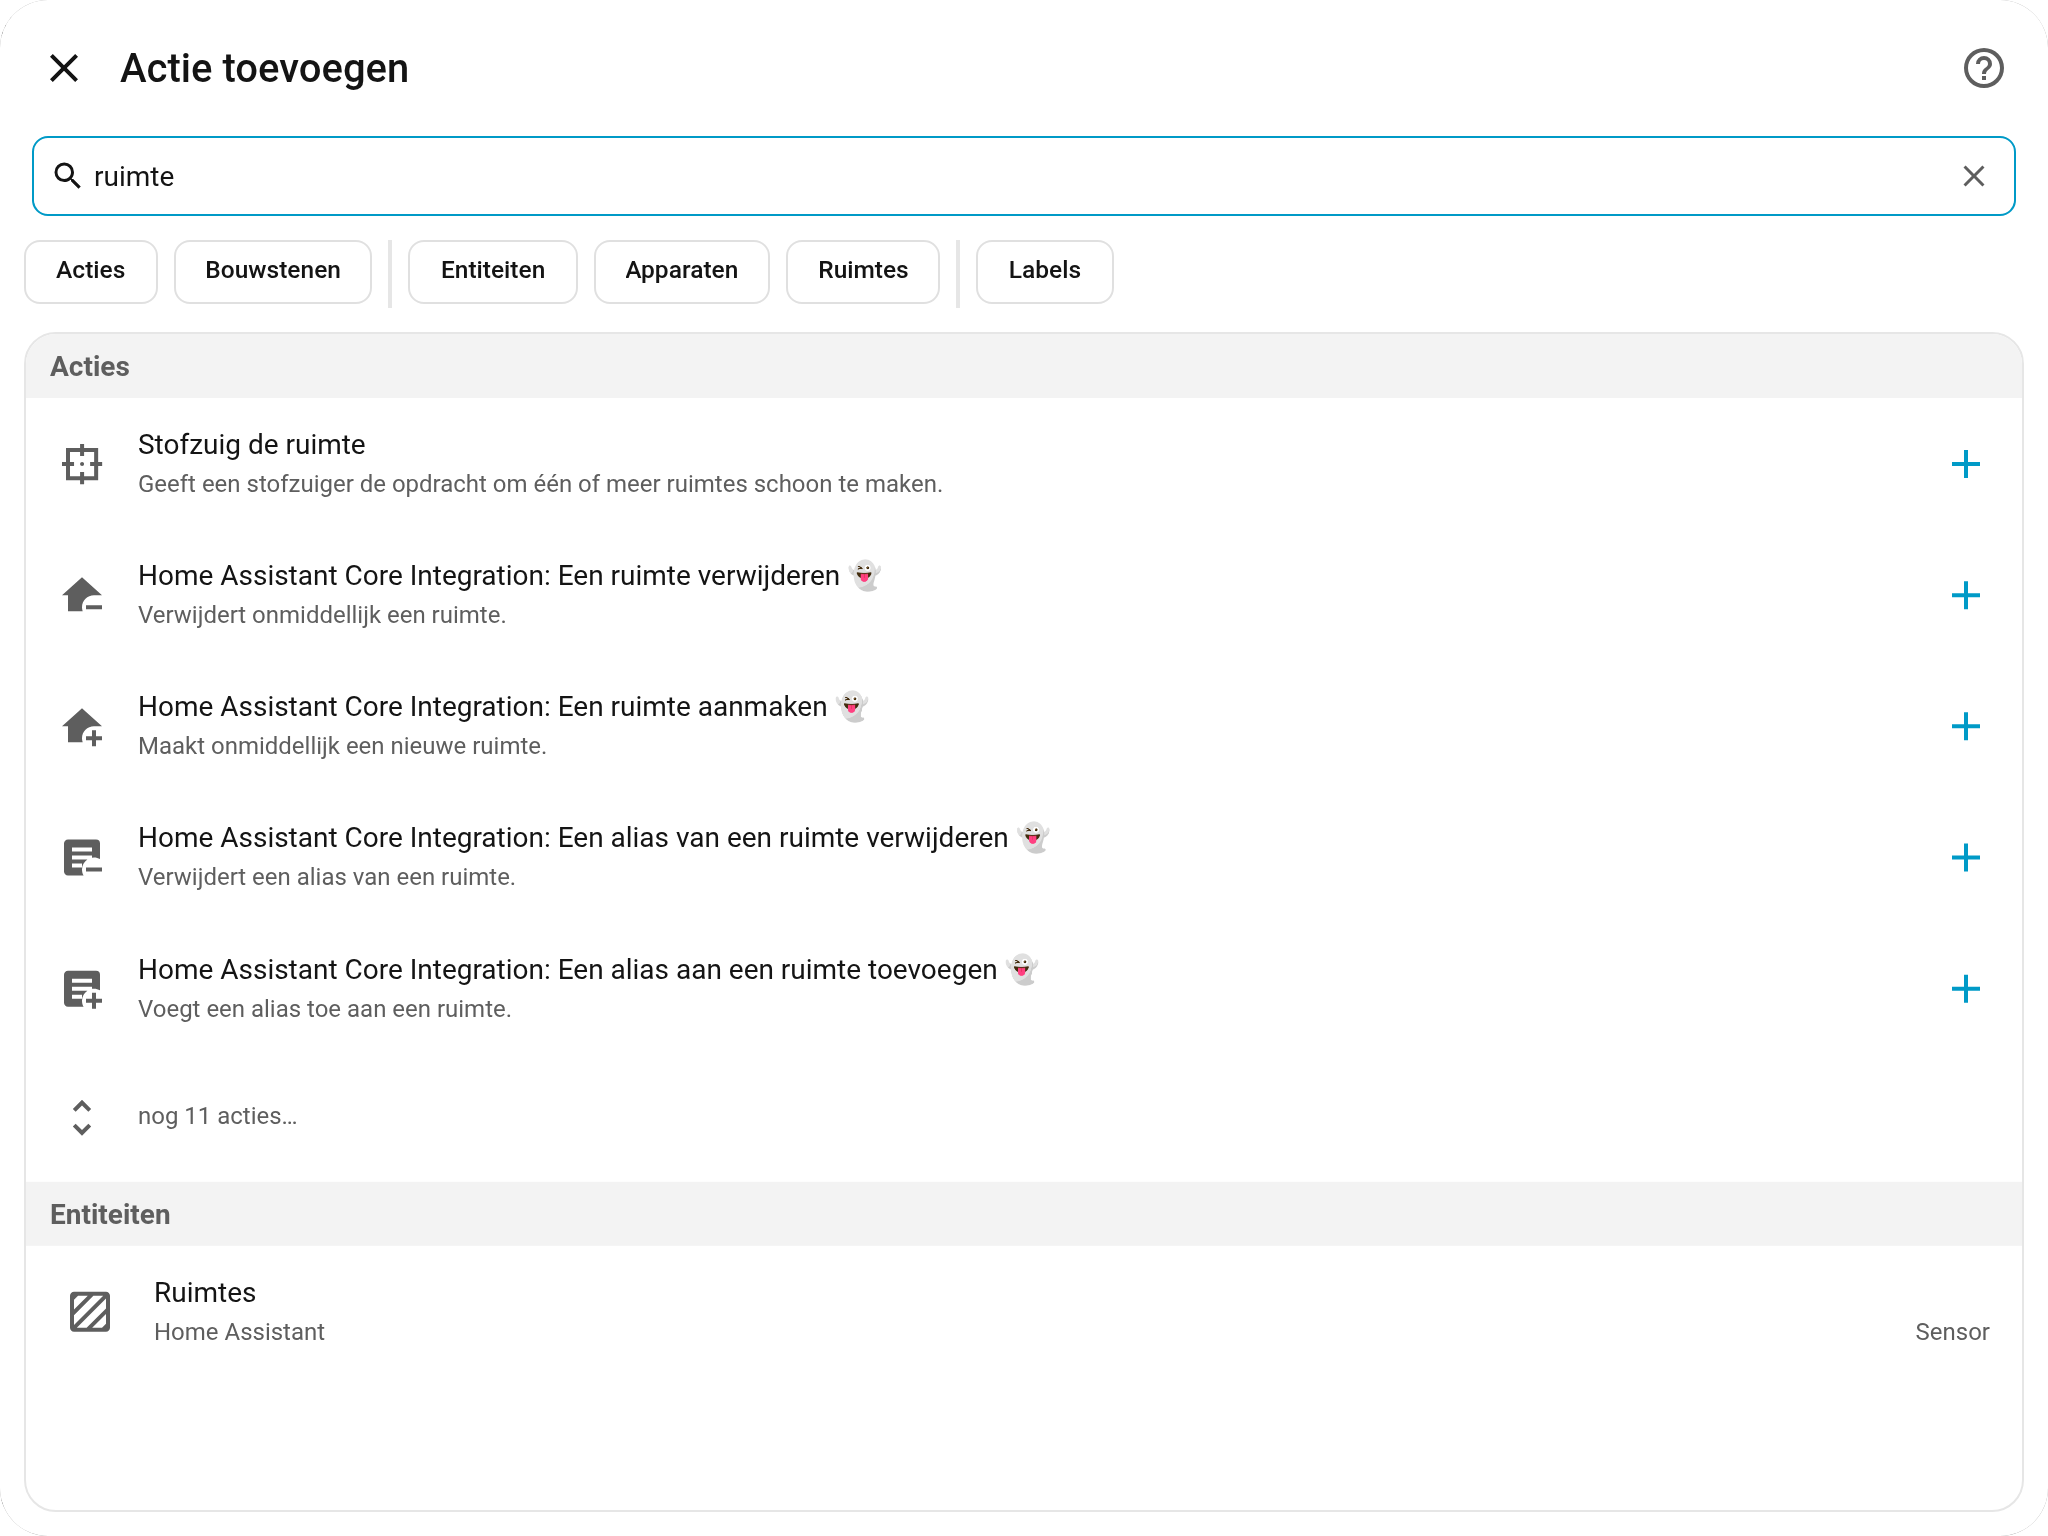 Actie toevoegen
ruimte
Acties Bouwstenen Entiteiten Apparaten Ruimtes Labels
Acties
Stofzuig de ruimte
Geeft een stofzuiger de opdracht om één of meer ruimtes schoon te maken.
Home Assistant Core Integration: Een ruimte verwijderen 👻
Verwijdert onmiddellijk een ruimte.
Home Assistant Core Integration: Een ruimte aanmaken 👻
Maakt onmiddellijk een nieuwe ruimte.
Home Assistant Core Integration: Een alias van een ruimte verwijderen 👻
Verwijdert een alias van een ruimte.
Home Assistant Core Integration: Een alias aan een ruimte toevoegen 👻
Voegt een alias toe aan een ruimte.
nog 11 acties…
Entiteiten
Ruimtes
Home Assistant Sensor